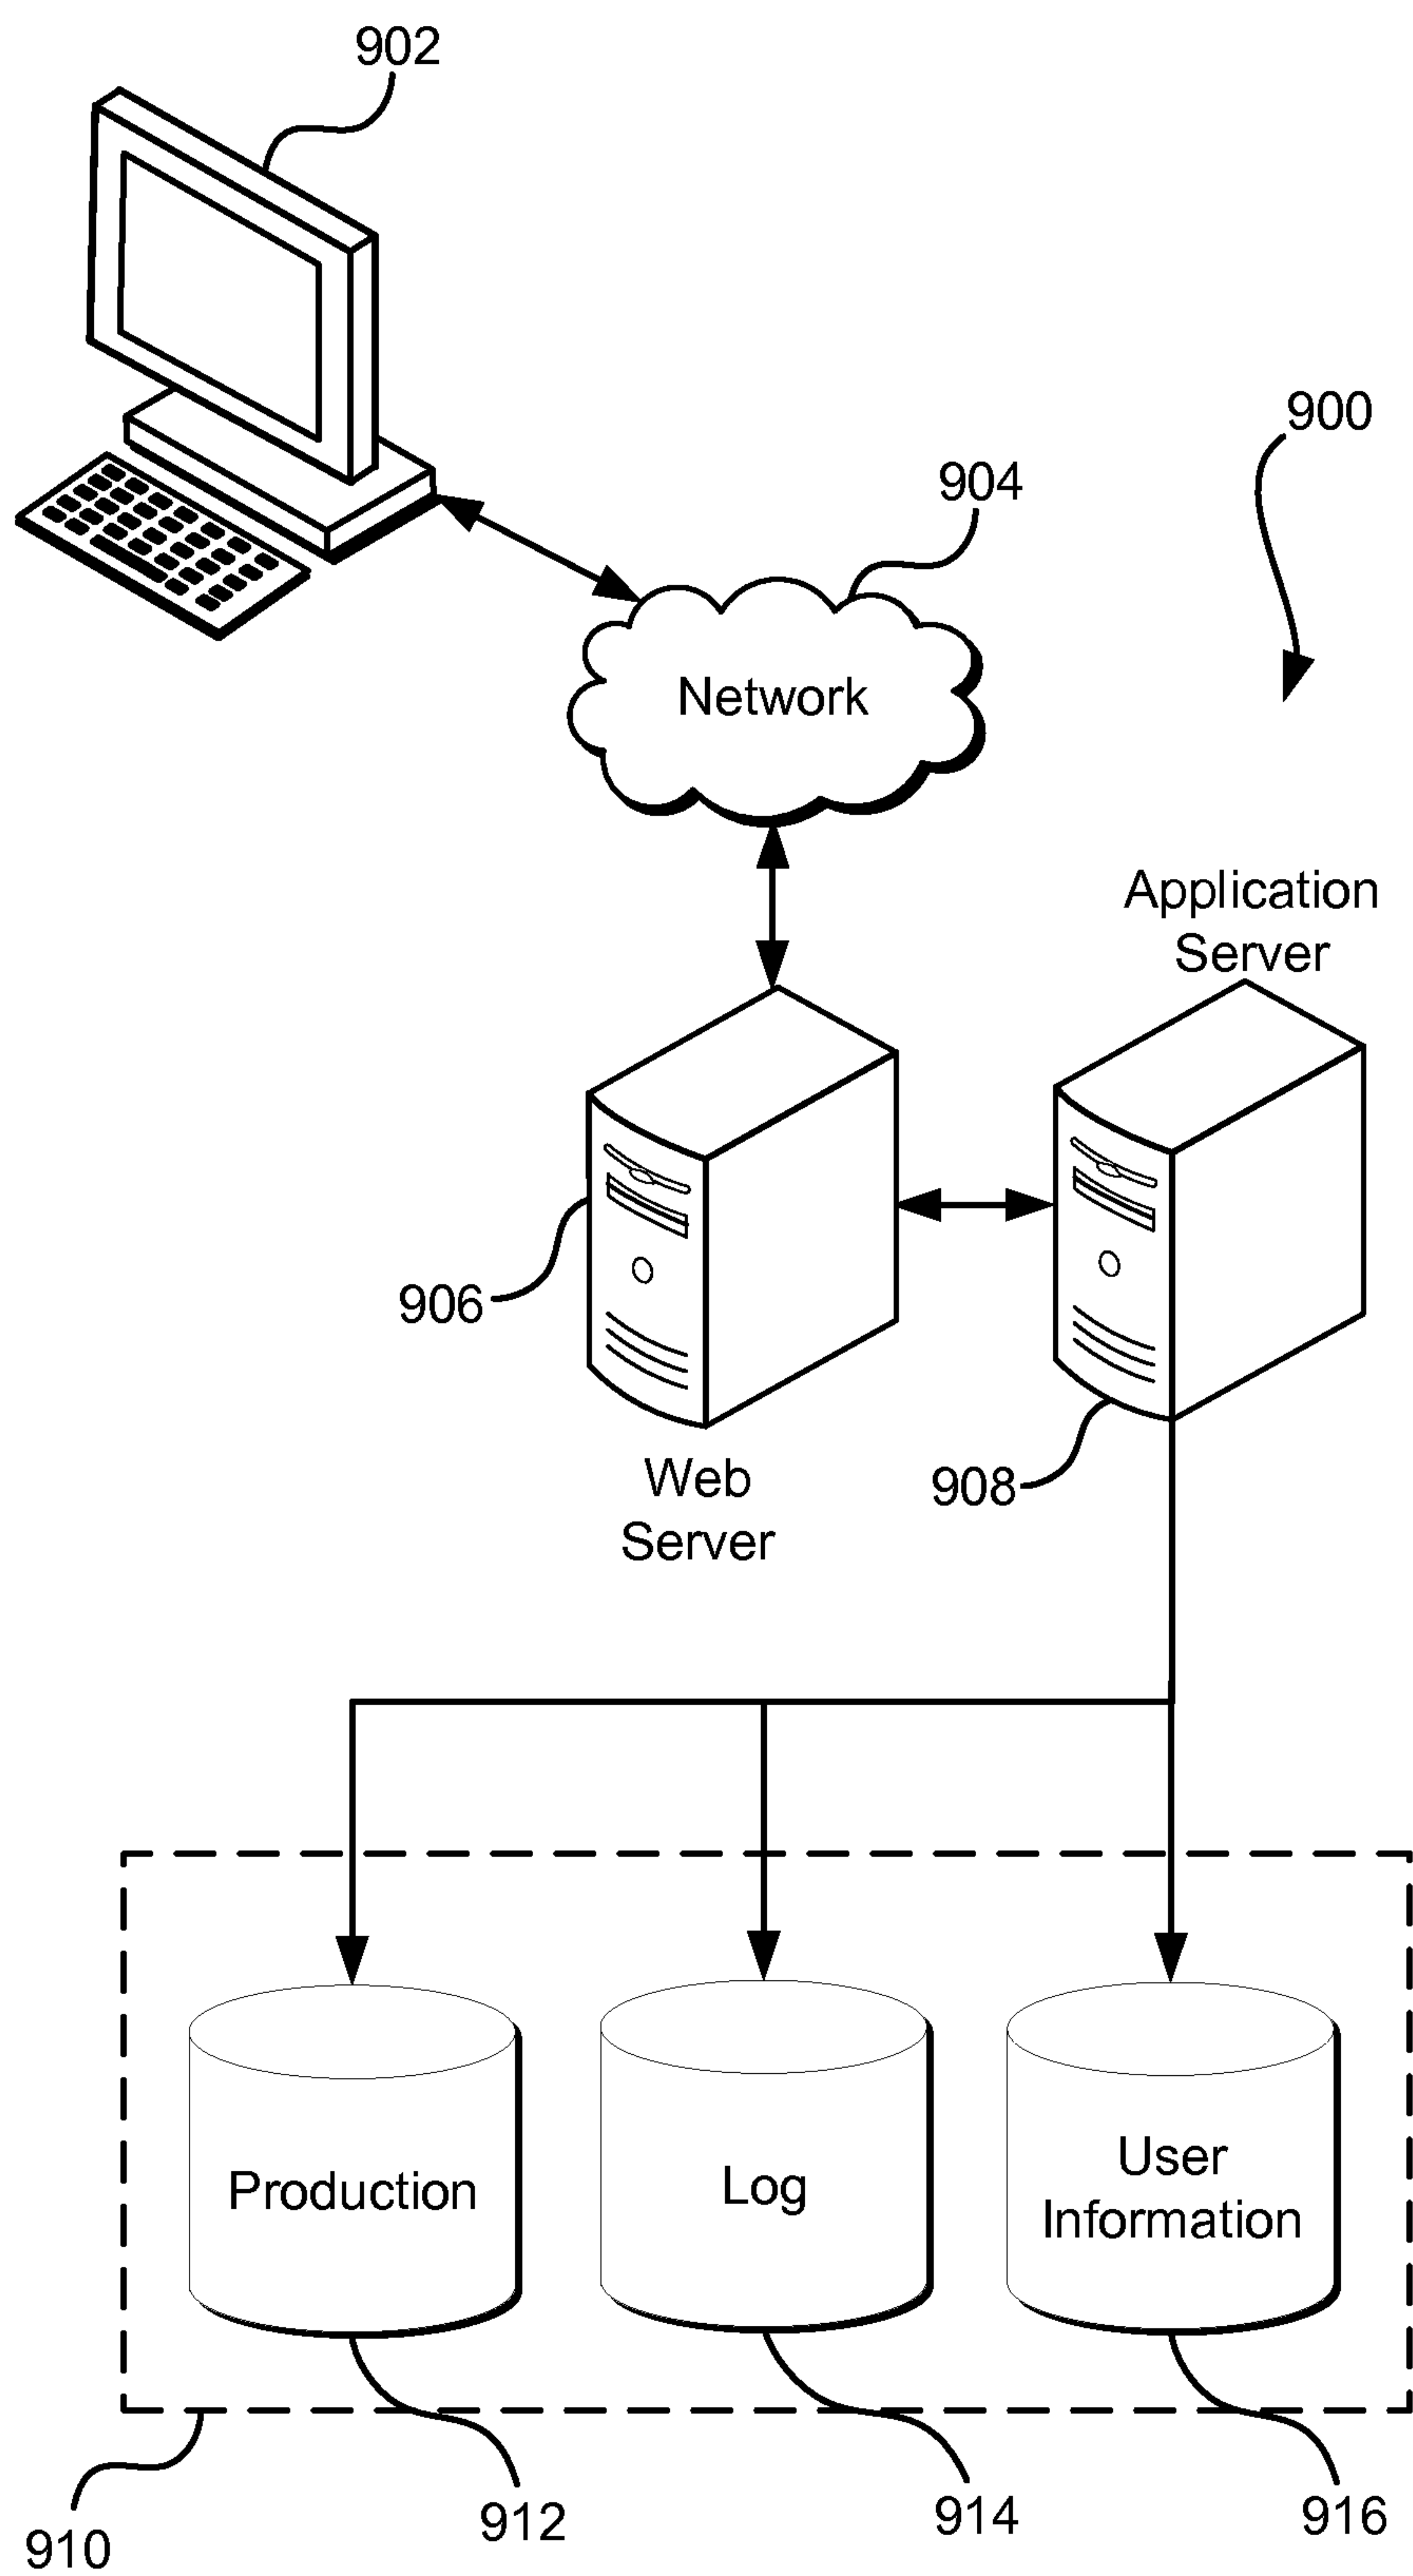 902
900
904
Network
Application
Server
906
908
Web
Server
Production
Log
User
Information
910
912
914
916